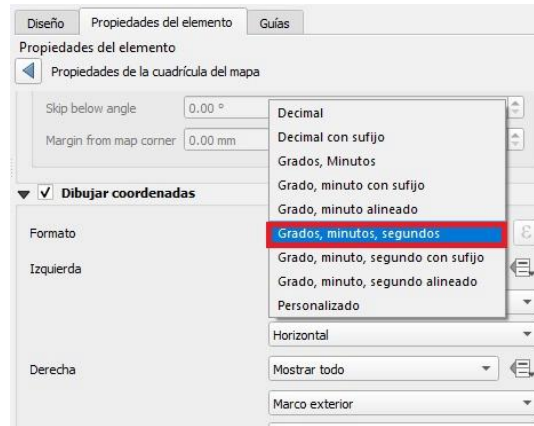 Diseño Propiedades del elemento Guías
Propiedades del elemento
Propiedades de la cuadrícula del mapa
Skip below angle 0.00 °
Margin from map corner 0.00 mm
Decimal
Decimal con sufijo
Grados, Minutos
Grado, minuto con sufijo
Grado, minuto alineado
Grados, minutos, segundos
Grado, minuto, segundo con sufijo
Grado, minuto, segundo alineado
Personalizado
Dibujar coordenadas
Formato ε
Izquierda
Horizontal
Derecha Mostrar todo
Marco exterior